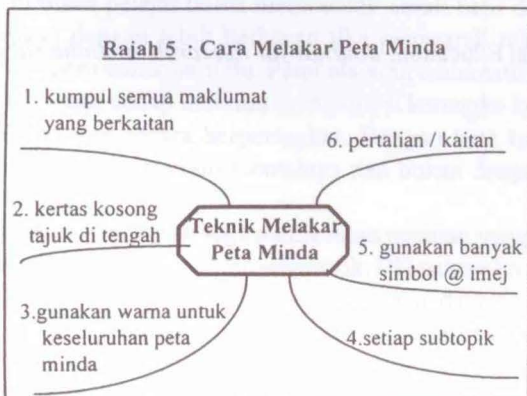 Rajah 3 : Cara Melakar Peta Minda
1. kumpul semua maklumat
yang berkaitan
2. kertas kosong
tajuk di tengah
3.gunakan warna untuk
keseluruhan peta
minda
Teknik Melakar
Peta Minda
6. pertalian / kaitan
5. gunakan banyak
simbol @ imej
4.setiap subtopik